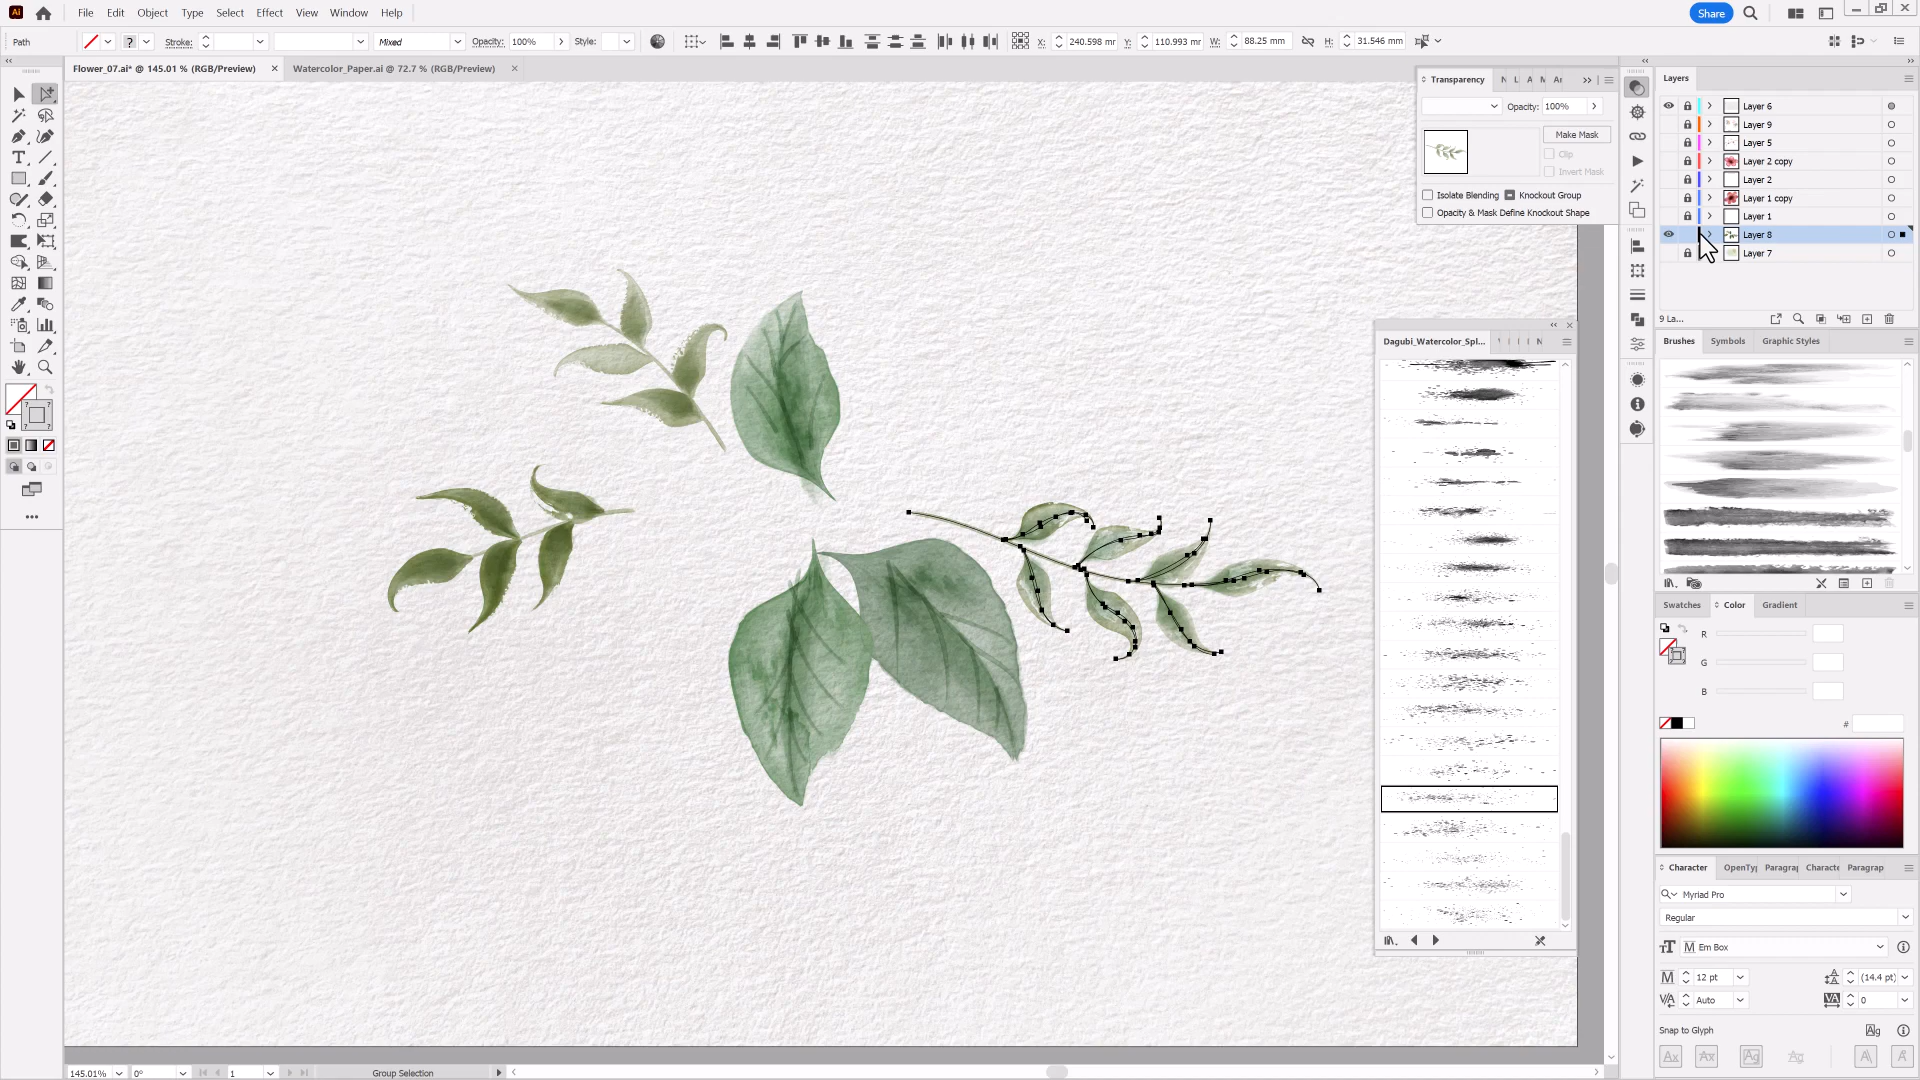 Ai File Edit Object Type Select Effect View Window Help Share
Path ? Stroke: Mixed Opacity: 100% Style: X: 240.598 mr Y: 110.993 mr W: 88.25 mm H: 31.546 mm
Flower_07.ai* @ 145.01 % (RGB/Preview) Watercolor_Paper.ai @ 72.7 % (RGB/Preview)
Transparency
Opacity: 100%
Make Mask
Clip
Invert Mask
Isolate Blending Knockout Group
Opacity & Mask Define Knockout Shape
Dagubi_Watercolor_Spl...
Layers
Layer 6
Layer 9
Layer 5
Layer 2 copy
Layer 2
Layer 1 copy
Layer 1
Layer 8
Layer 7
9 La...
Brushes Symbols Graphic Styles
Swatches Color Gradient
R
G
B
#
Character OpenTy Paragra Characte Paragrap
Myriad Pro
Regular
Em Box
12 pt (14.4 pt)
Auto 0
Snap to Glyph
145.01% 0° 1 Group Selection